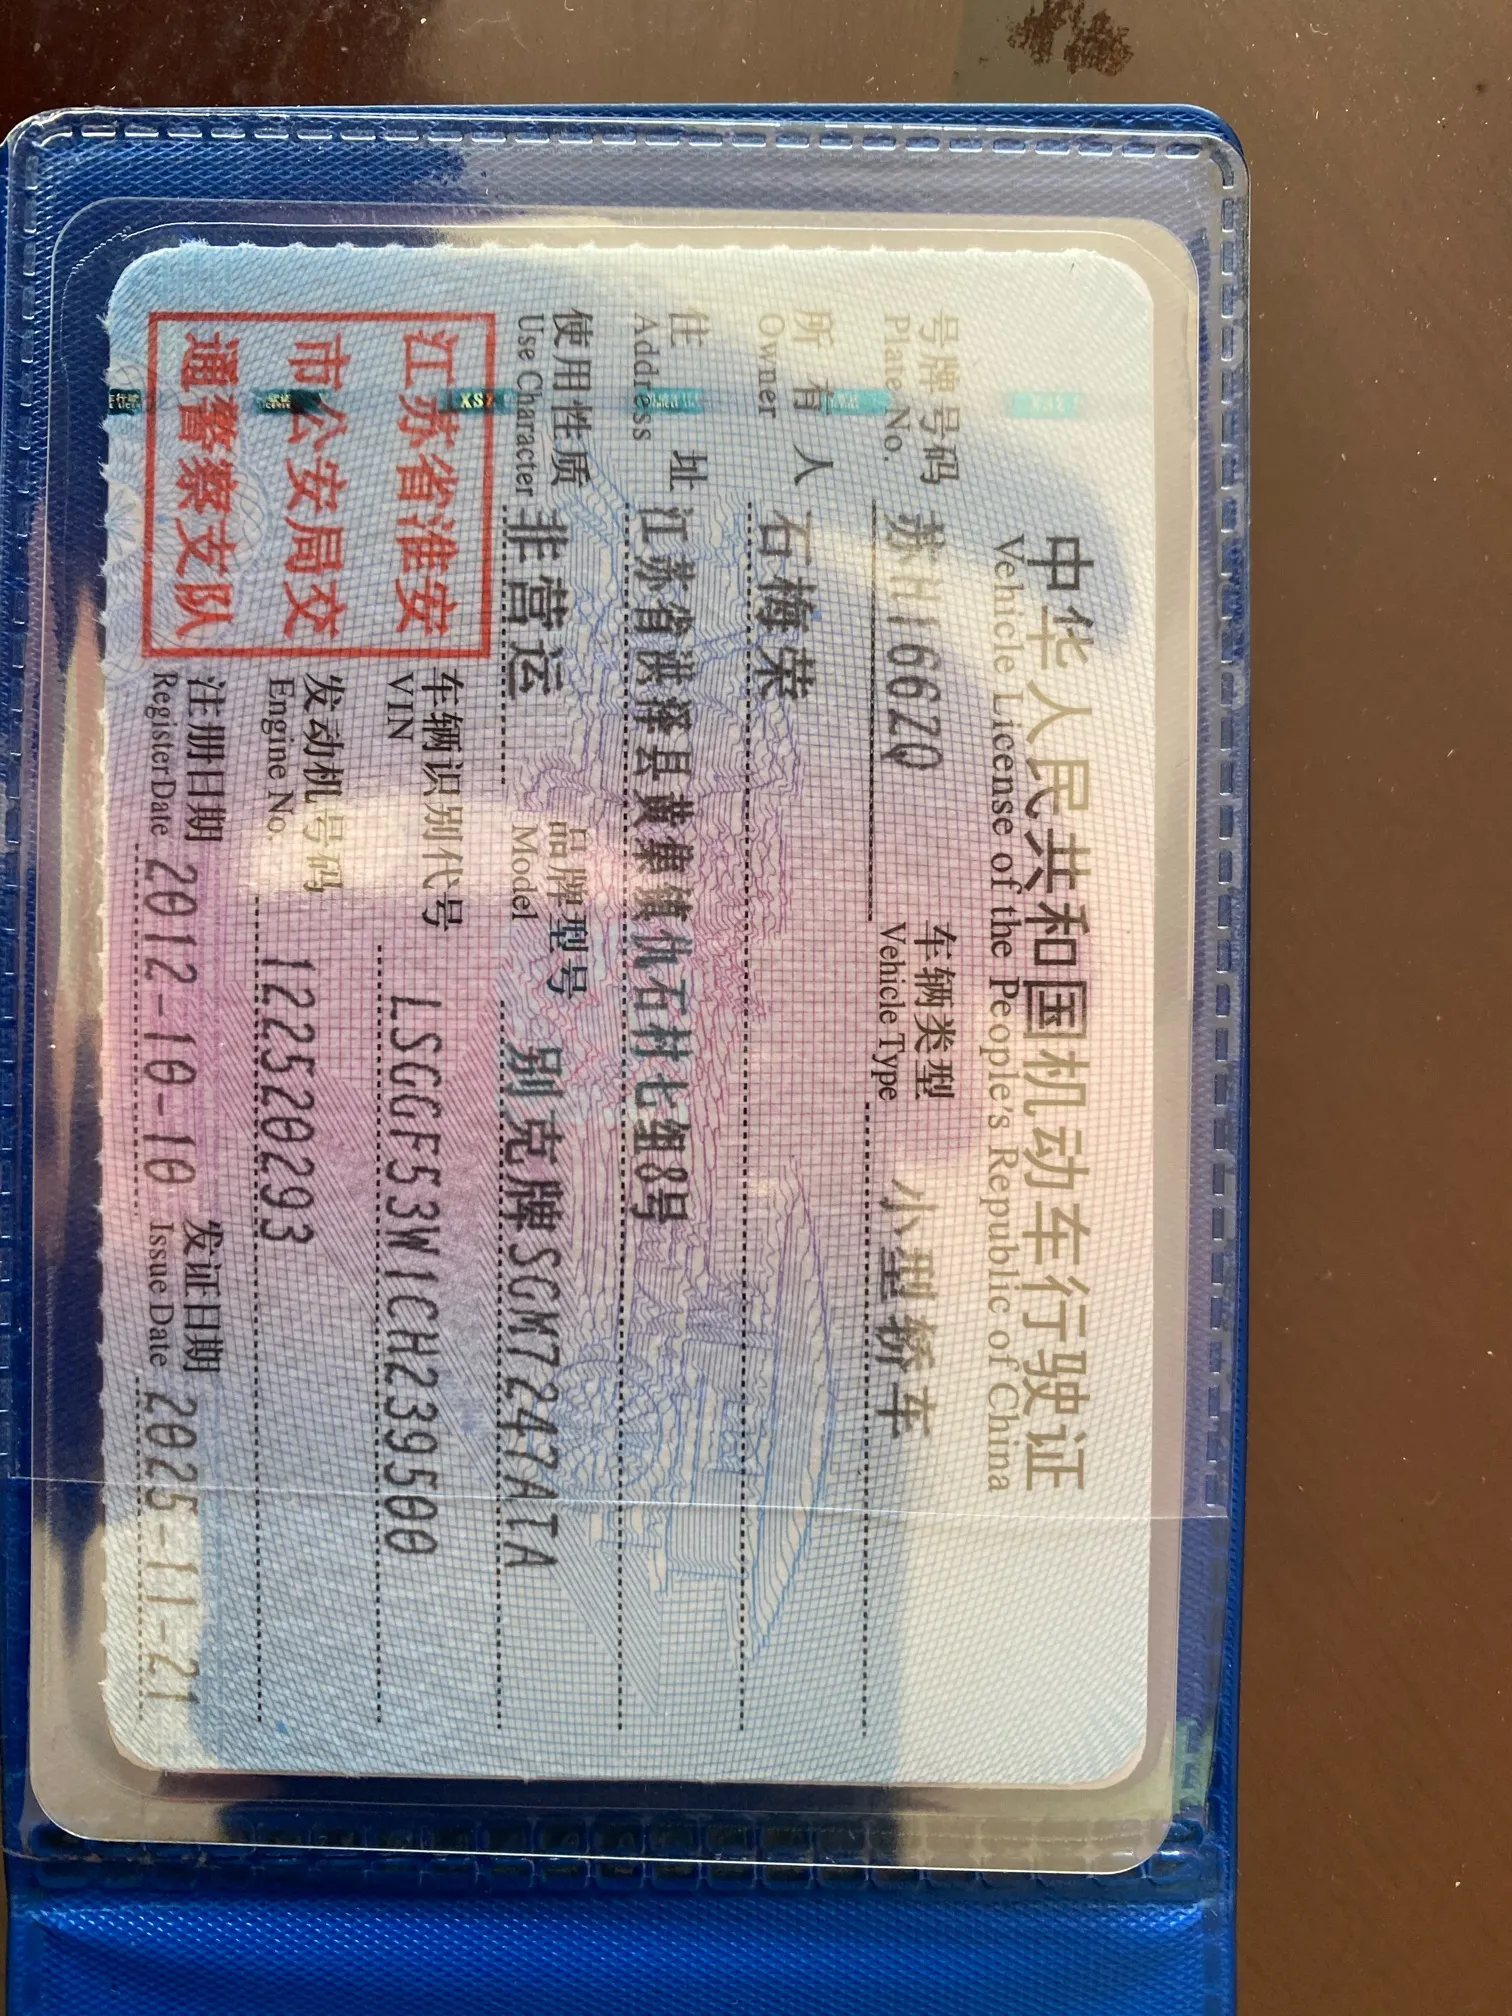 中华人民共和国机动车行驶证
Vehicle License of the People's Republic of China
号牌号码 苏H166ZQ 车辆类型 小型轿车
Plate No. Vehicle Type
所有人 石梅荣
Owner
住址 江苏省洪泽县黄集镇仇石村七组8号
Address
使用性质 非营运 品牌型号 别克牌SGM7247ATA
Use Character Model
江苏省淮安
市公安局交
通警察支队
车辆识别代号 LSGGF53W1CH239500
VIN
发动机号码 122520293
Engine No.
注册日期 2012-10-10 发证日期 2025-11-21
Register Date Issue Date